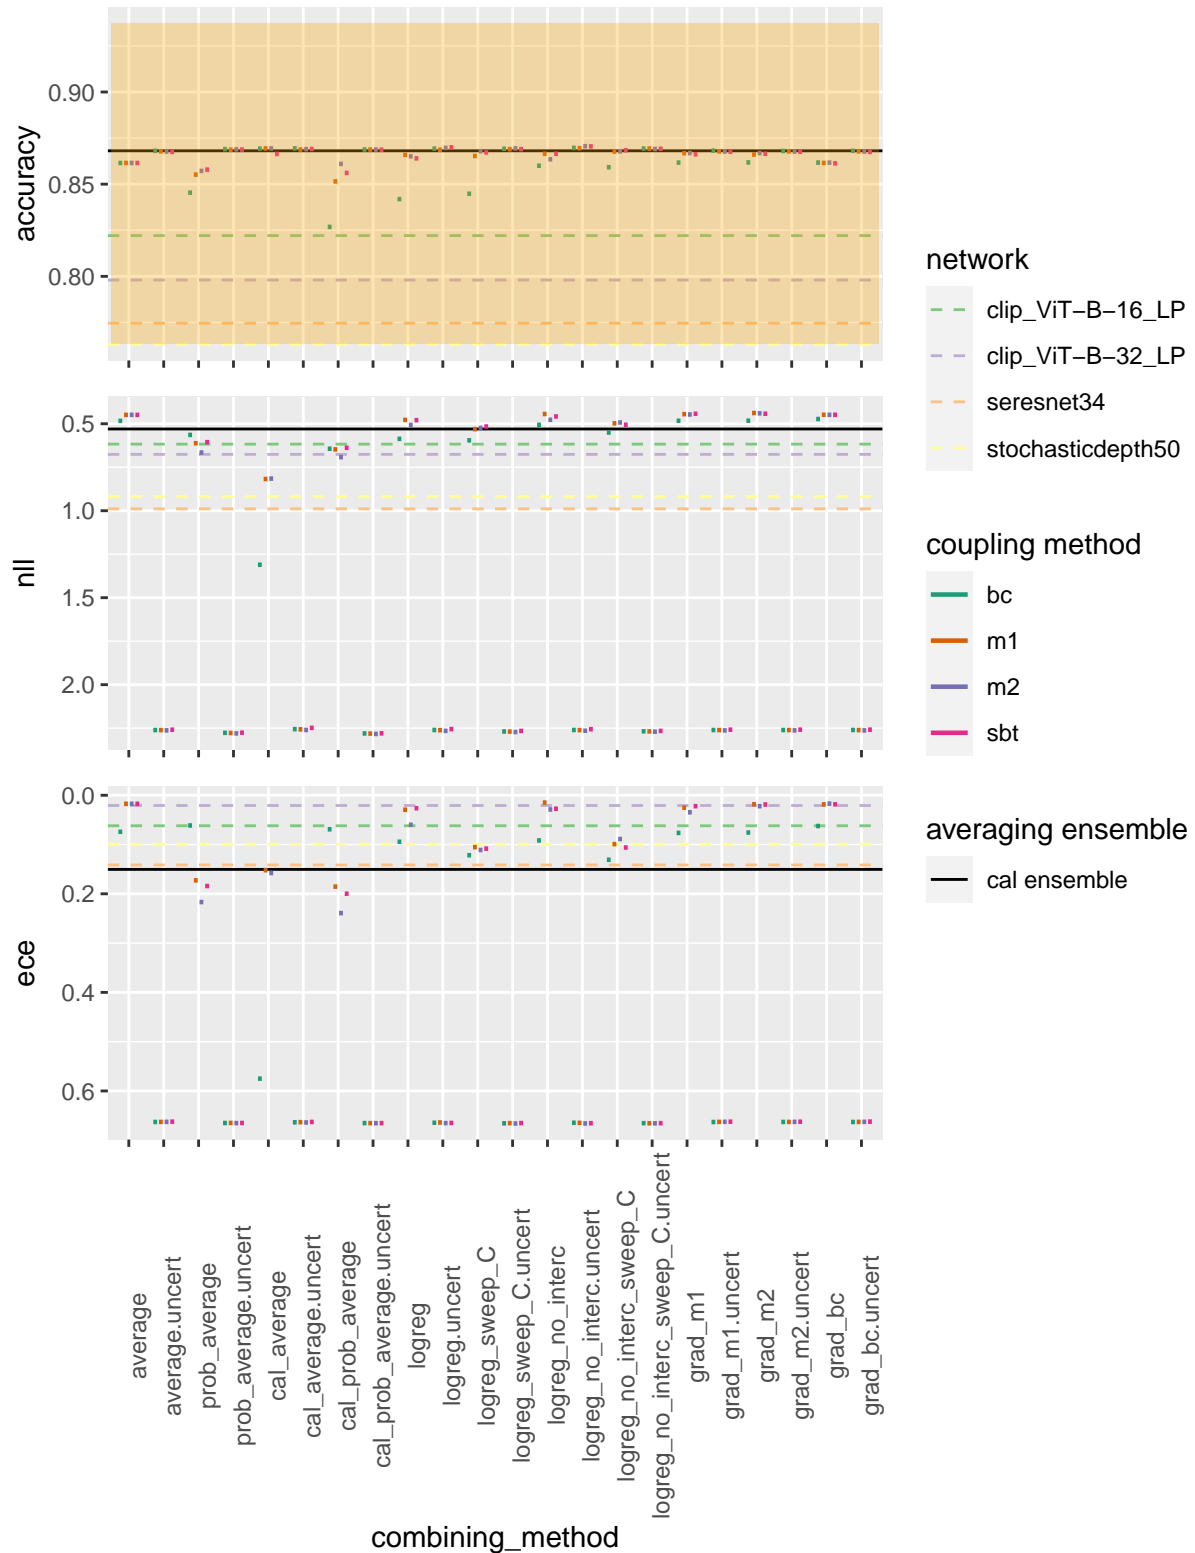 accuracy
0.90
0.85
0.80
nll
0.5
1.0
1.5
2.0
ece
0.0
0.2
0.4
0.6
average
average.uncert
prob_average
prob_average.uncert
cal_average
cal_average.uncert
cal_prob_average
cal_prob_average.uncert
logreg
logreg.uncert
logreg_sweep_C
logreg_sweep_C.uncert
logreg_no_interc
logreg_no_interc.uncert
logreg_no_interc_sweep_C
logreg_no_interc_sweep_C.uncert
grad_m1
grad_m1.uncert
grad_m2
grad_m2.uncert
grad_bc
grad_bc.uncert
combining_method
network
clip_ViT−B−16_LP
clip_ViT−B−32_LP
seresnet34
stochasticdepth50
coupling method
bc
m1
m2
sbt
averaging ensemble
cal ensemble